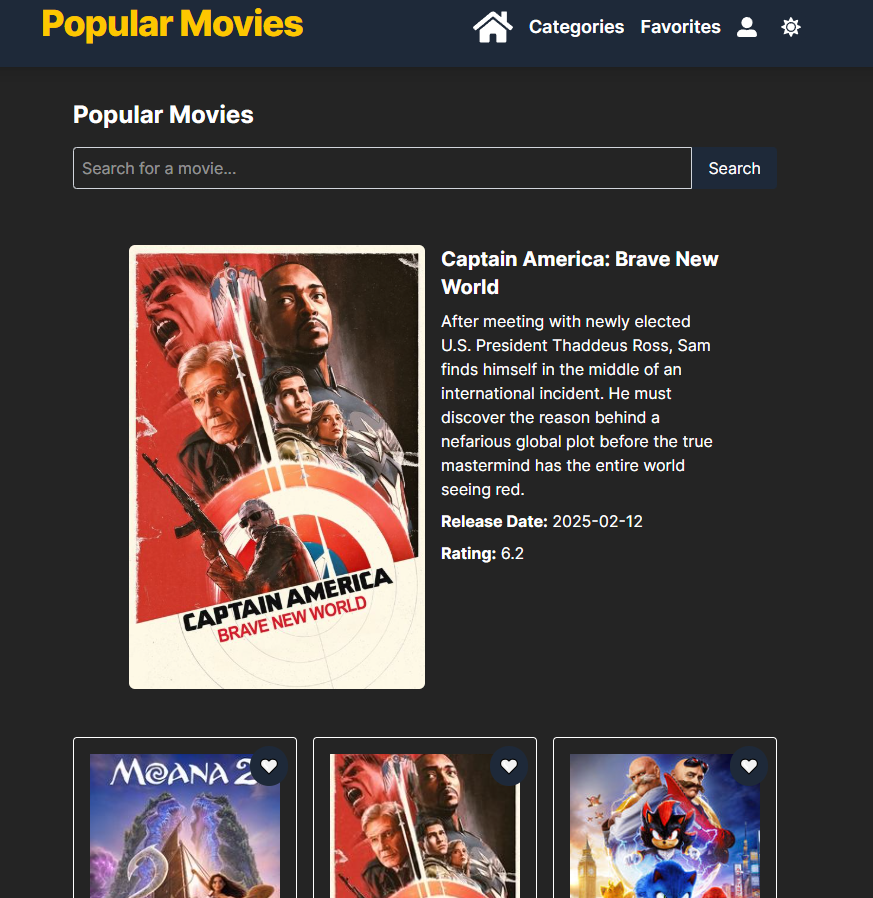 Popular Movies
Categories
Favorites
Popular Movies
Search for a movie...
Search
Captain America: Brave New
World
After meeting with newly elected
U.S. President Thaddeus Ross, Sam
finds himself in the middle of an
international incident. He must
discover the reason behind a
nefarious global plot before the true
mastermind has the entire world
seeing red.
Release Date: 2025-02-12
Rating: 6.2
CAPTAIN AMERICA
BRAVE NEW WORLD
MOANA 2